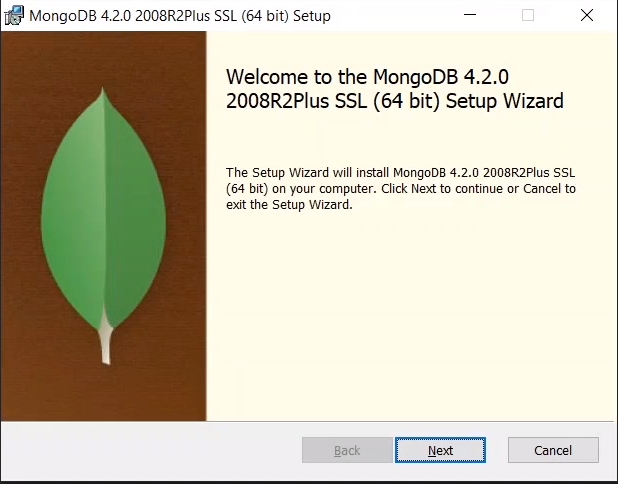 MongoDB 4.2.0 2008R2Plus SSL (64 bit) Setup
Welcome to the MongoDB 4.2.0
2008R2Plus SSL (64 bit) Setup Wizard
The Setup Wizard will install MongoDB 4.2.0 2008R2Plus SSL
(64 bit) on your computer. Click Next to continue or Cancel to
exit the Setup Wizard.
Back
Next
Cancel